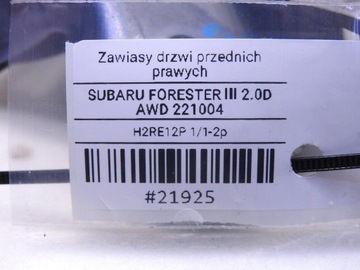 Zawiasy drzwi przednich
prawych
SUBARU FORESTER III 2.0D
AWD 221004
H2RE12P 1/1-2p
#21925